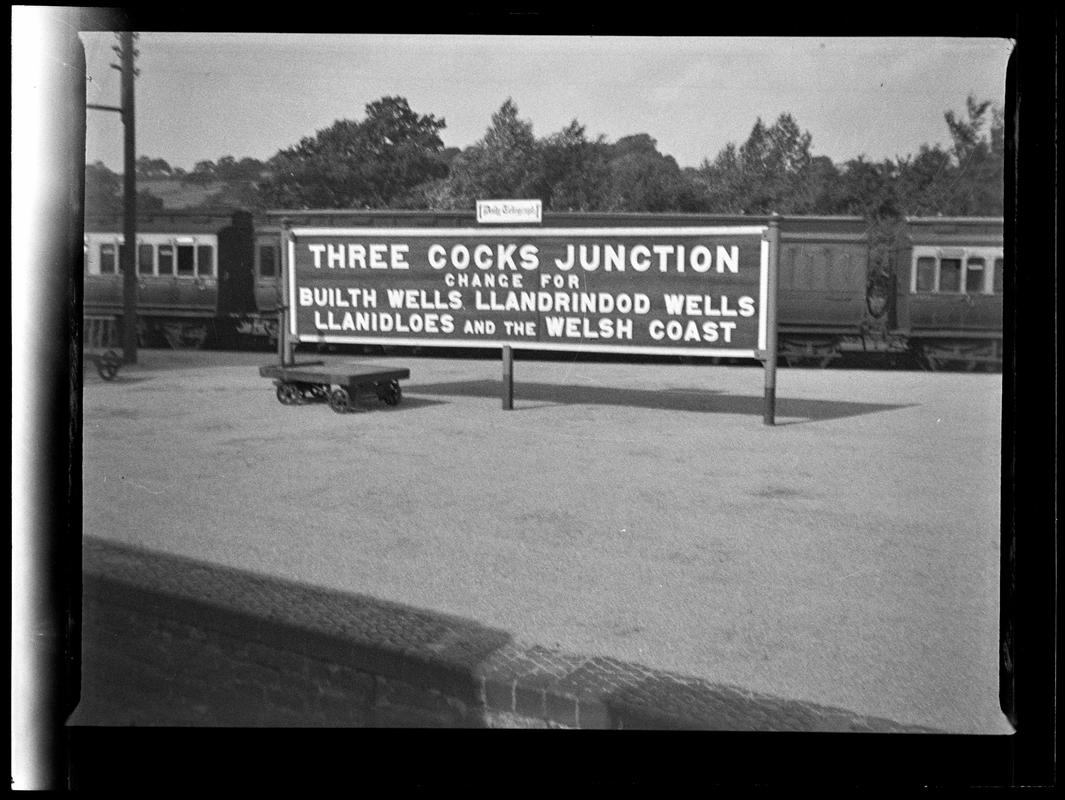 Daily Telegraph
THREE COCKS JUNCTION
CHANGE FOR
BUILTH WELLS, LLANDRINDOD WELLS
LLANIDLOES AND THE WELSH COAST